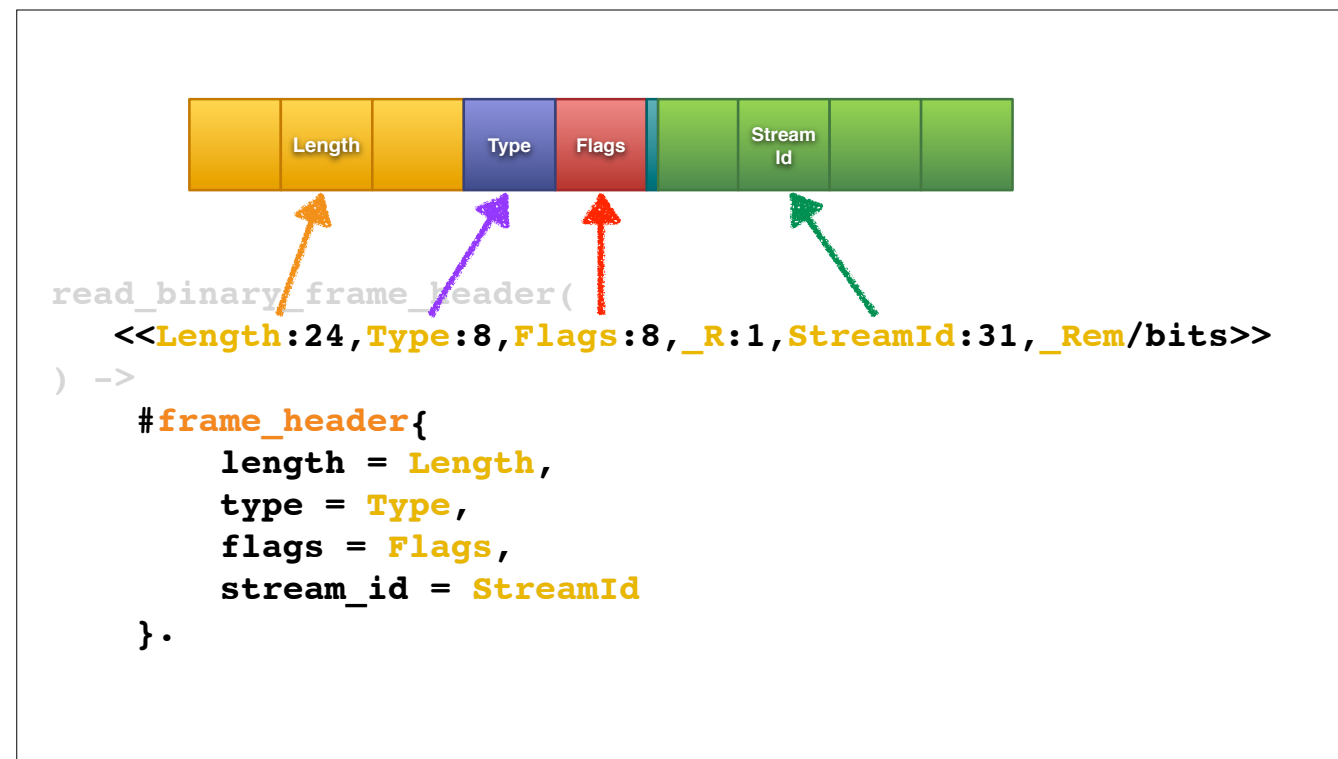 Length Type Flags Stream
Id
read_binary_frame_header(
<<Length:24,Type:8,Flags:8,_R:1,StreamId:31,_Rem/bits>>
) ->
#frame_header{
length = Length,
type = Type,
flags = Flags,
stream_id = StreamId
}.